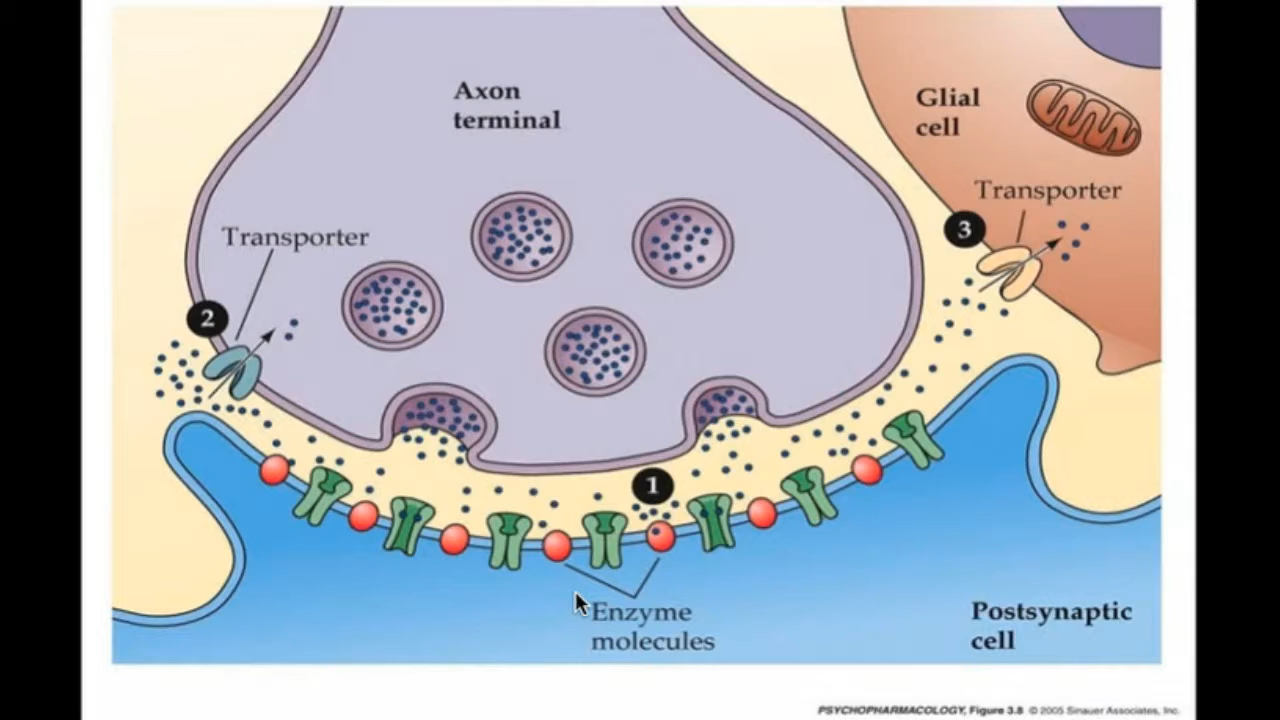 Axon
terminal
Glial
cell
Transporter
3
Transporter
2
1
Enzyme
molecules
Postsynaptic
cell
PSYCHOPHARMACOLOGY, Figure 3.8 © 2005 Sinauer Associates, Inc.